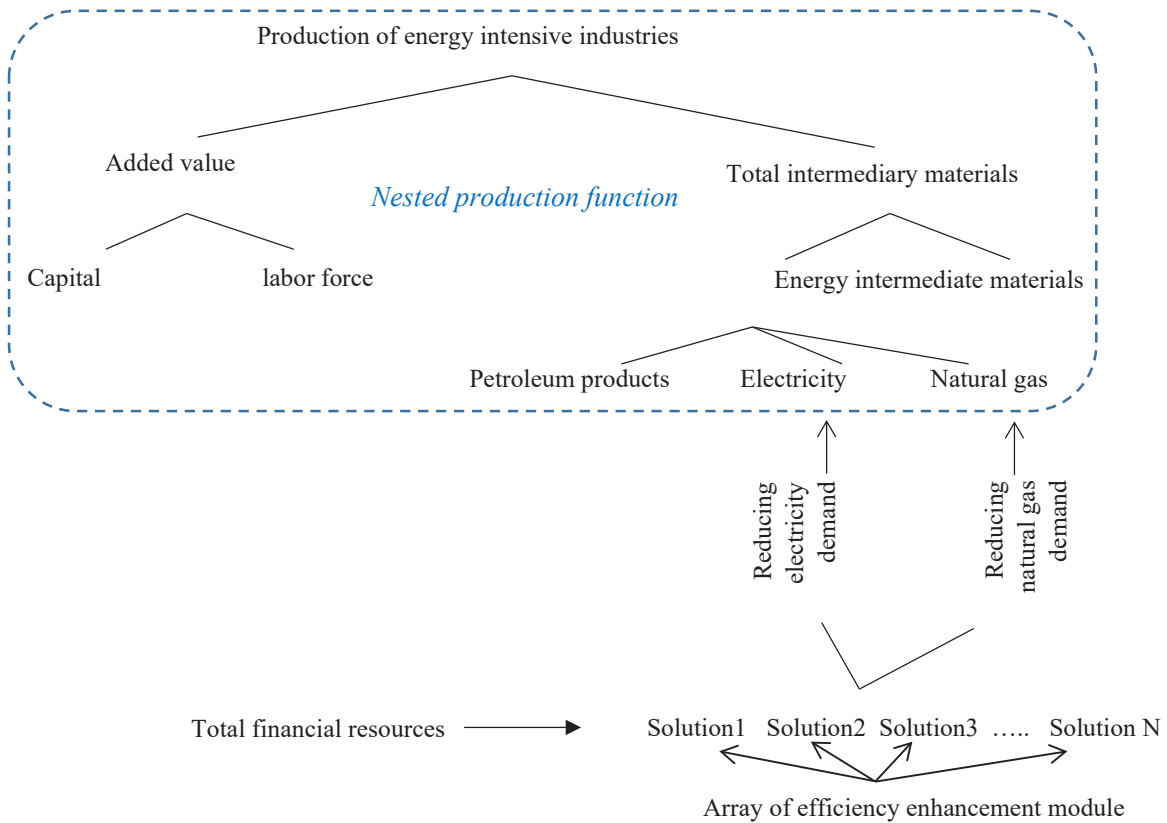 Production of energy intensive industries
Added value
Total intermediary materials
Nested production function
Capital
labor force
Energy intermediate materials
Petroleum products
Electricity
Natural gas
Reducing
electricity
demand
Reducing
natural gas
demand
Total financial resources
Solution1 Solution2 Solution3 ….. Solution N
Array of efficiency enhancement module